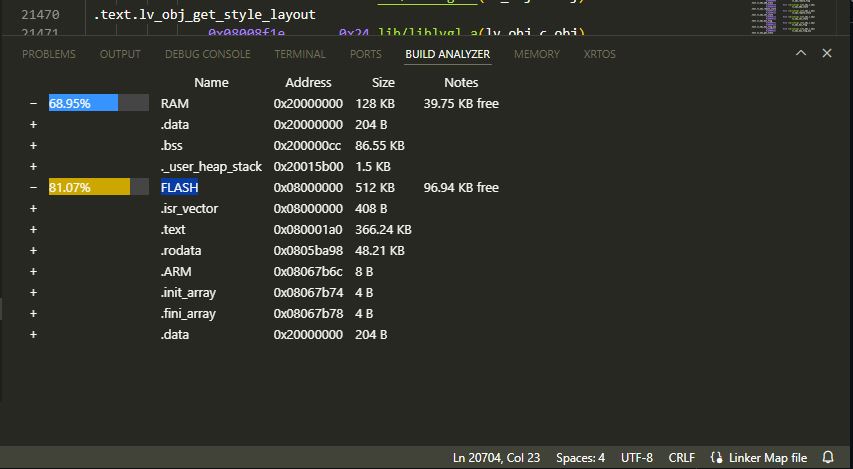 21470 .text.lv_obj_get_style_layout
21471 0x08008f1e 0x24 lib/liblvgl.a(lv_obj.c.obj)
PROBLEMS OUTPUT DEBUG CONSOLE TERMINAL PORTS BUILD ANALYZER MEMORY XRTOS
Name Address Size Notes
− 68.95% RAM 0x20000000 128 KB 39.75 KB free
+ .data 0x20000000 204 B
+ .bss 0x200000cc 86.55 KB
+ ._user_heap_stack 0x20015b00 1.5 KB
− 81.07% FLASH 0x08000000 512 KB 96.94 KB free
+ .isr_vector 0x08000000 408 B
+ .text 0x080001a0 366.24 KB
+ .rodata 0x0805ba98 48.21 KB
+ .ARM 0x08067b6c 8 B
+ .init_array 0x08067b74 4 B
+ .fini_array 0x08067b78 4 B
+ .data 0x20000000 204 B
Ln 20704, Col 23 Spaces: 4 UTF-8 CRLF Linker Map file